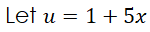 Let u = 1 + 5x